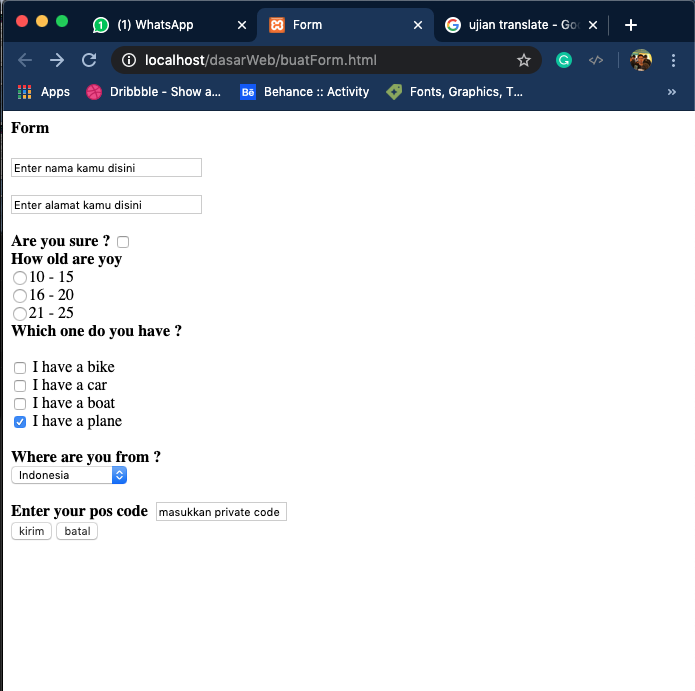 (1) WhatsApp
Form
ujian translate - Go
localhost/dasarWeb/buatForm.html
Apps
Dribbble - Show a...
Bē Behance :: Activity
Fonts, Graphics, T...
Form
Enter nama kamu disini
Enter alamat kamu disini
Are you sure ?
How old are yoy
10 - 15
16 - 20
21 - 25
Which one do you have ?
I have a bike
I have a car
I have a boat
I have a plane
Where are you from ?
Indonesia
Enter your pos code masukkan private code
kirim batal